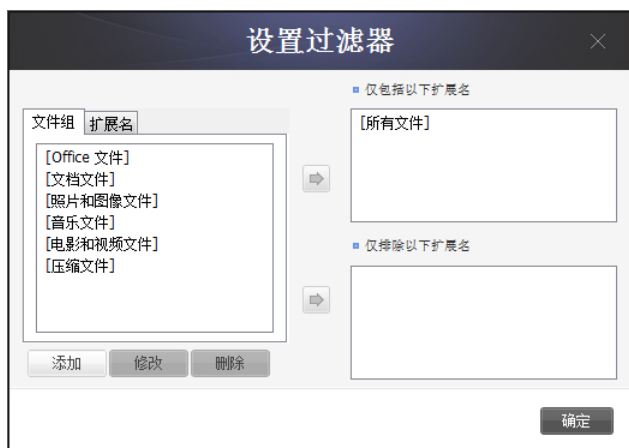 设置过滤器
仅包括以下扩展名
文件组 扩展名
[所有文件]
[Office 文件]
[文档文件]
[照片和图像文件]
[音乐文件]
[电影和视频文件]
[压缩文件]
仅排除以下扩展名
添加 修改 删除
确定